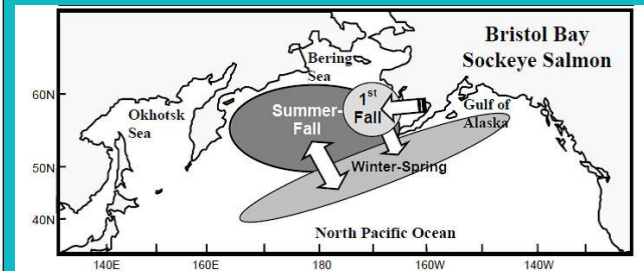 Bristol Bay
Sockeye Salmon
Bering
Sea
60N
Okhotsk
Sea
Summer-
Fall
1st
Fall
Gulf of
Alaska
50N
Winter-Spring
40N
North Pacific Ocean
140E
160E
180
160W
140W